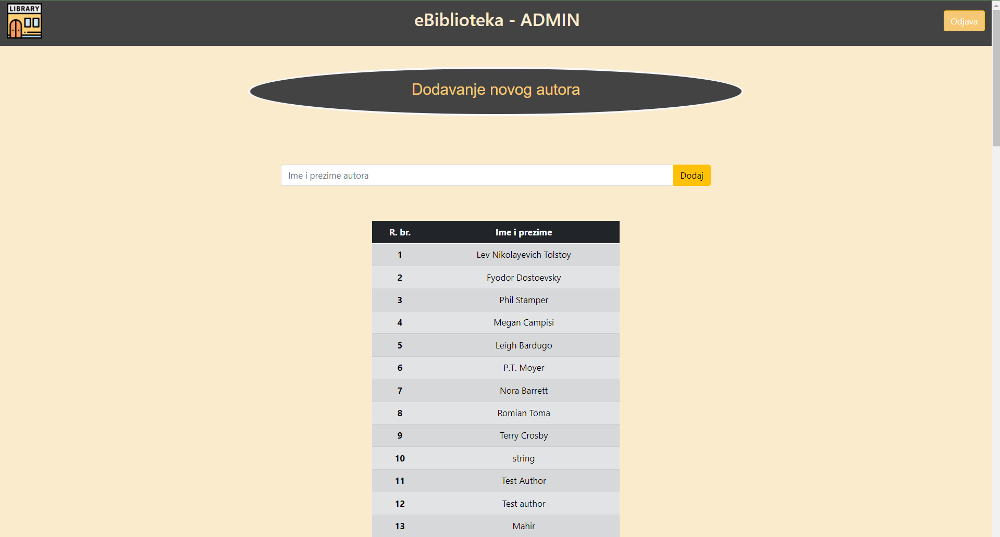 LIBRARY
eBiblioteka - ADMIN
Odjava
Dodavanje novog autora
Ime i prezime autora
Dodaj
R. br. Ime i prezime
1 Lev Nikolayevich Tolstoy
2 Fyodor Dostoevsky
3 Phil Stamper
4 Megan Campisi
5 Leigh Bardugo
6 P.T. Moyer
7 Nora Barrett
8 Romian Toma
9 Terry Crosby
10 string
11 Test Author
12 Test author
13 Mahir